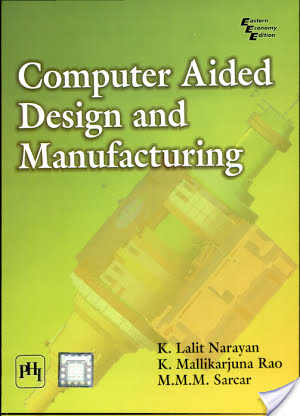 Eastern
Economy
Edition
Computer Aided
Design and
Manufacturing
K. Lalit Narayan
K. Mallikarjuna Rao
M.M.M. Sarcar
PHI